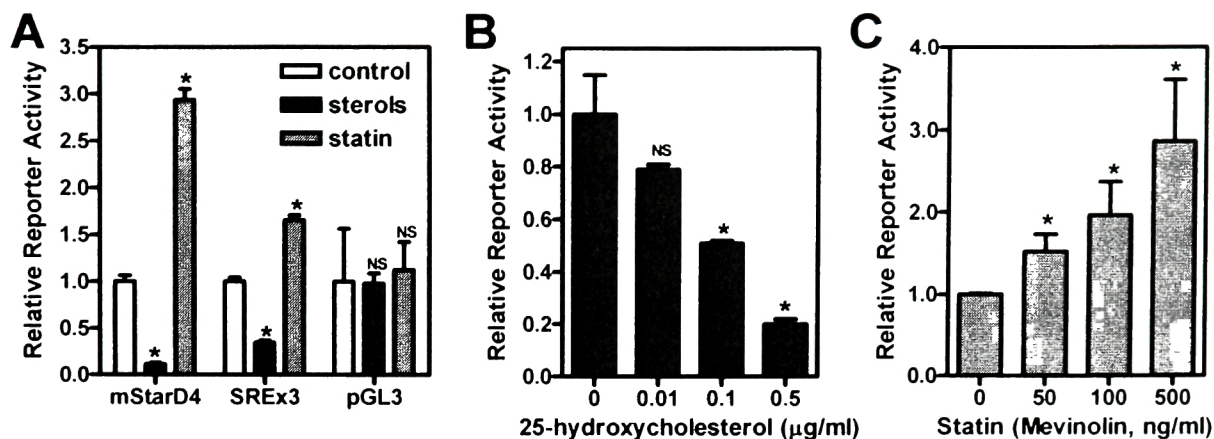 A
Relative Reporter Activity
3.5
3.0
2.5
2.0
1.5
1.0
0.5
0.0
control
sterols
statin
*
*
*
*
NS
NS
mStarD4 SREx3 pGL3
B
Relative Reporter Activity
1.2
1.0
0.8
0.6
0.4
0.2
0.0
NS
*
*
0 0.01 0.1 0.5
25-hydroxycholesterol (µg/ml)
C
Relative Reporter Activity
4.0
3.0
2.0
1.0
0.0
*
*
*
0 50 100 500
Statin (Mevinolin, ng/ml)